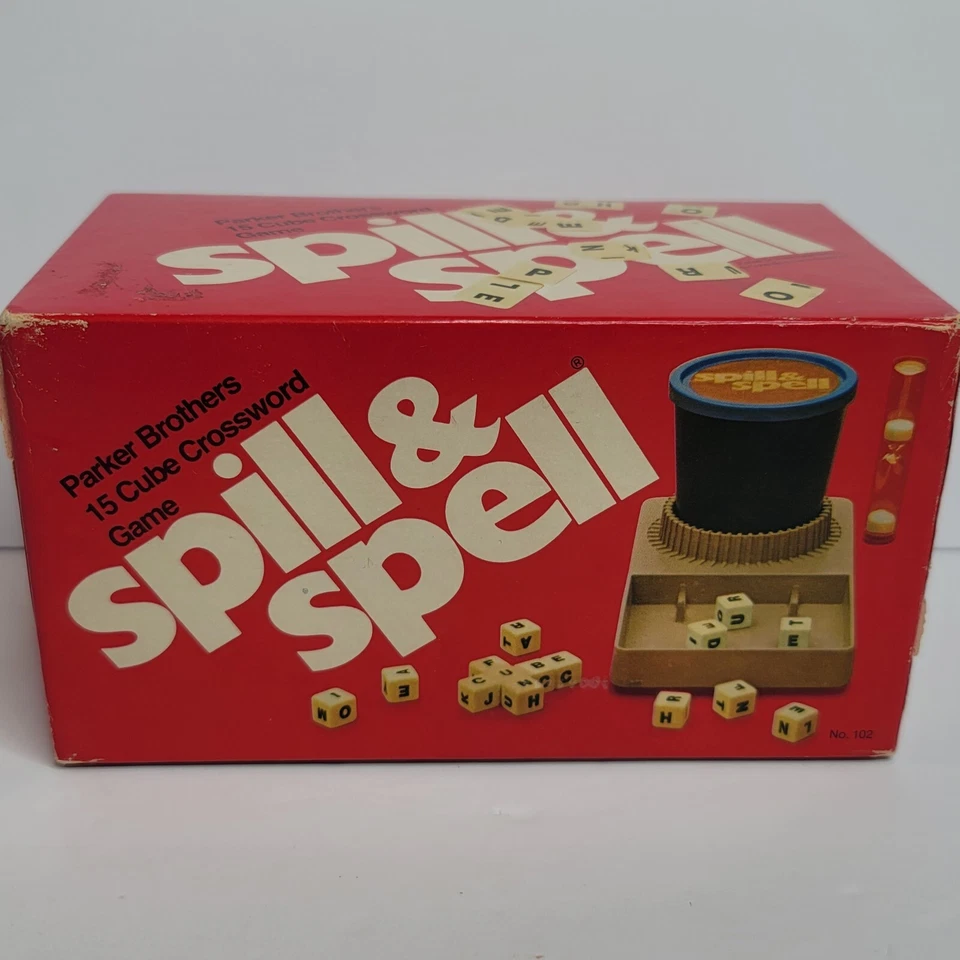 Parker Brothers
15 Cube Crossword
Game
spill &
spell
Parker Brothers
15 Cube Crossword
Game
spill &
spell®
spill &
spell
No. 102